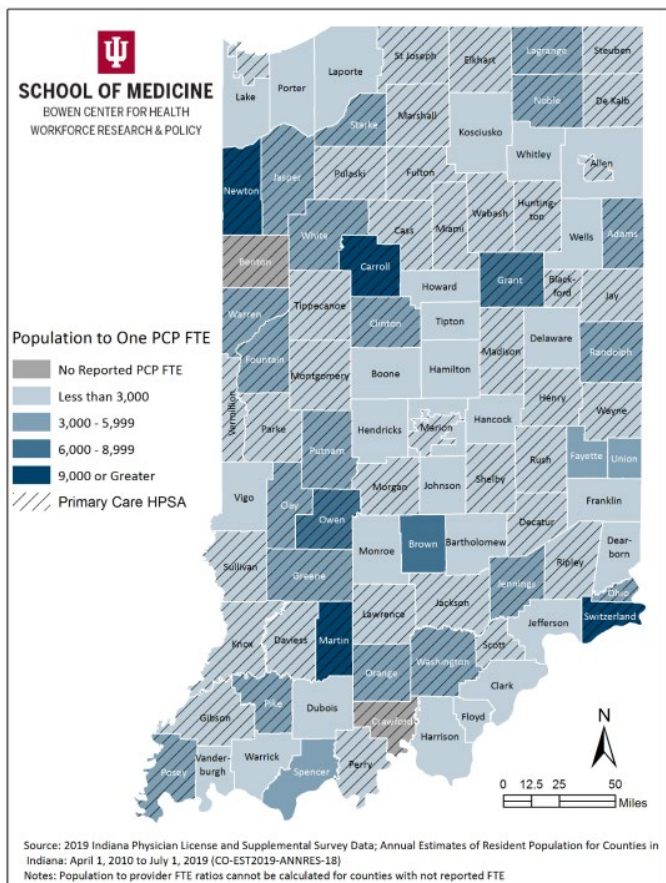 SCHOOL OF MEDICINE
BOWEN CENTER FOR HEALTH
WORKFORCE RESEARCH & POLICY
St Joseph
Elkhart
Lagrange
Steuben
Lake
Porter
Laporte
Starke
Marshall
Noble
De Kalb
Kosciusko
Whitley
Allen
Newton
Jasper
Pulaski
Fulton
Cass
Miami
Wabash
Hunting-
ton
Wells
Adams
White
Benton
Carroll
Howard
Grant
Black-
ford
Jay
Warren
Tippecanoe
Clinton
Tipton
Madison
Delaware
Randolph
Fountain
Montgomery
Boone
Hamilton
Henry
Wayne
Population to One PCP FTE
No Reported PCP FTE
Less than 3,000
3,000 - 5,999
6,000 - 8,999
9,000 or Greater
Primary Care HPSA
Vermillion
Parke
Putnam
Hendricks
Marion
Hancock
Rush
Fayette
Union
Vigo
Clay
Owen
Morgan
Johnson
Shelby
Decatur
Franklin
Sullivan
Greene
Monroe
Brown
Bartholomew
Jennings
Ripley
Dear-
born
Ohio
Knox
Daviess
Martin
Lawrence
Jackson
Jefferson
Switzerland
Scott
Gibson
Pike
Dubois
Orange
Washington
Clark
Floyd
Crawford
Harrison
Posey
Vander-
burgh
Warrick
Spencer
Perry
N
0 12.5 25 50
Miles
Source: 2019 Indiana Physician License and Supplemental Survey Data; Annual Estimates of Resident Population for Counties in
Indiana: April 1, 2010 to July 1, 2019 (CO-EST2019-ANNRES-18)
Notes: Population to provider FTE ratios cannot be calculated for counties with not reported FTE